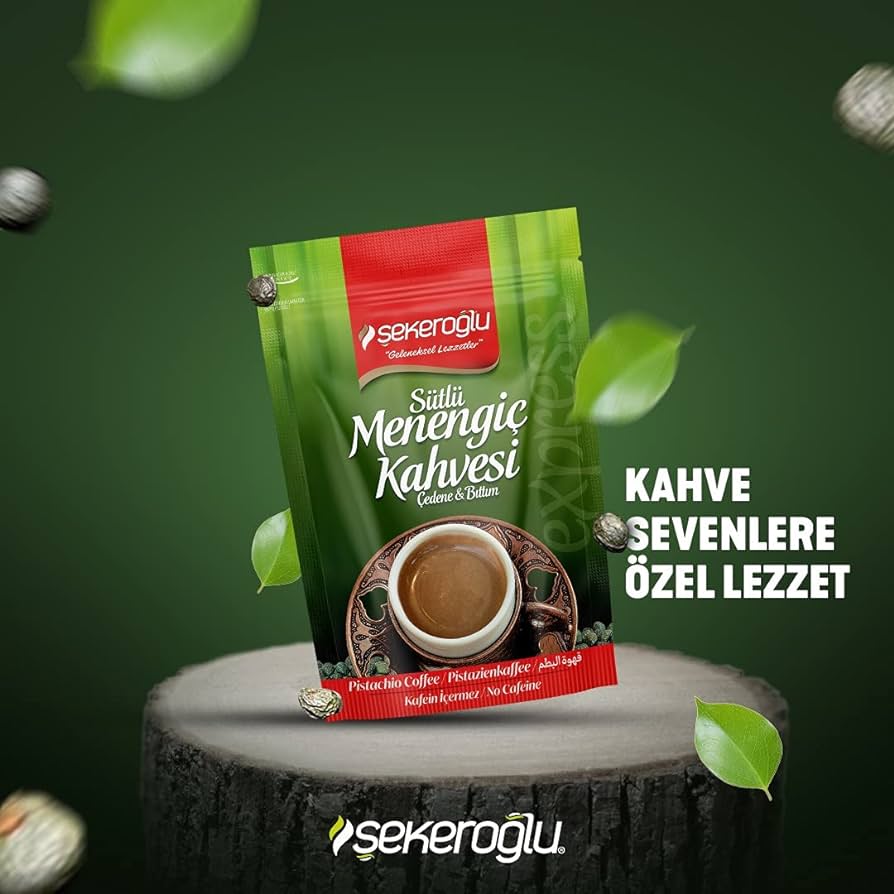 şekeroğlu
"Geleneksel Lezzetler"
Sütlü
Menengiç
Kahvesi
Çedene & Bıttım
express
Pistachio Coffee / Pistazienkaffee / قهوة البطم
Kafein İçermez / No Cafeine
KAHVE
SEVENLERE
ÖZEL LEZZET
şekeroğlu®